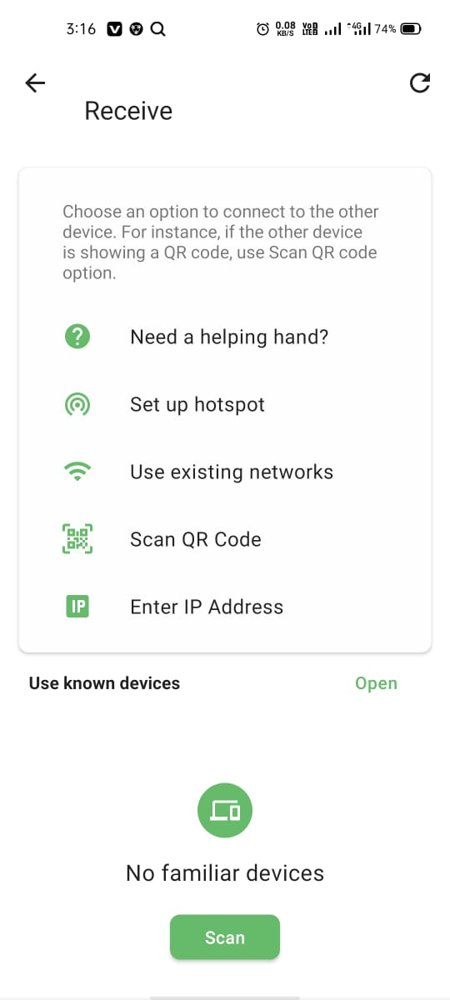 3:16
0.08 KB/S VoD LTE 4G 74%
Receive
Choose an option to connect to the other
device. For instance, if the other device
is showing a QR code, use Scan QR code
option.
Need a helping hand?
Set up hotspot
Use existing networks
Scan QR Code
IP Enter IP Address
Use known devices Open
No familiar devices
Scan